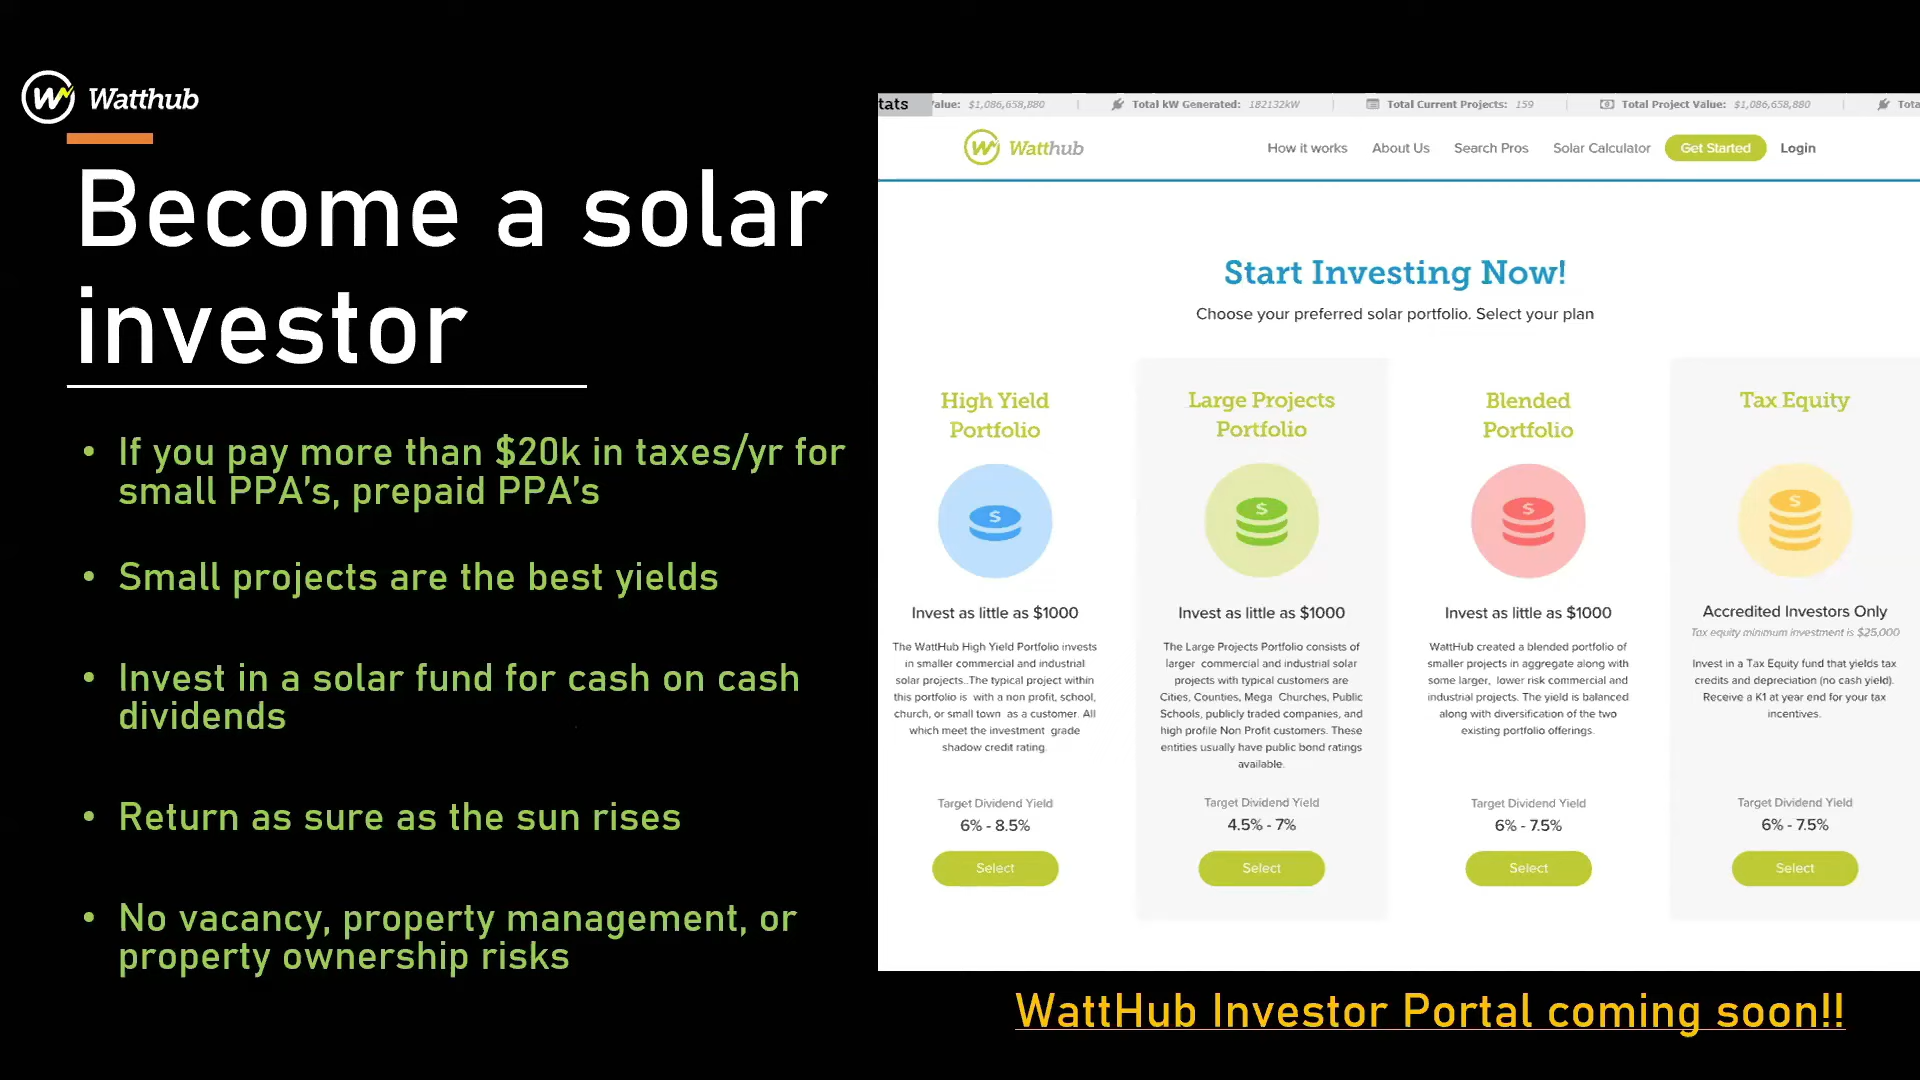 Watthub
Become a solar
investor
• If you pay more than $20k in taxes/yr for
small PPA's, prepaid PPA's
• Small projects are the best yields
• Invest in a solar fund for cash on cash
dividends
• Return as sure as the sun rises
• No vacancy, property management, or
property ownership risks
tats Value: $1,086,658,880 | Total kW Generated: 182132kW | Total Current Projects: 159 | Total Project Value: $1,086,658,880 | Tota
Watthub How it works About Us Search Pros Solar Calculator Get Started Login
Start Investing Now!
Choose your preferred solar portfolio. Select your plan
High Yield
Portfolio
$
Invest as little as $1000
The WattHub High Yield Portfolio invests
in smaller commercial and industrial
solar projects..The typical project within
this portfolio is with a non profit, school,
church, or small town as a customer. All
which meet the investment grade
shadow credit rating.
Target Dividend Yield
6% - 8.5%
Select
Large Projects
Portfolio
$
Invest as little as $1000
The Large Projects Portfolio consists of
larger commercial and industrial solar
projects with typical customers are
Cities, Counties, Mega Churches, Public
Schools, publicly traded companies, and
high profile Non Profit customers. These
entities usually have public bond ratings
available.
Target Dividend Yield
4.5% - 7%
Select
Blended
Portfolio
$
Invest as little as $1000
WattHub created a blended portfolio of
smaller projects in aggregate along with
some larger, lower risk commercial and
industrial projects. The yield is balanced
along with diversification of the two
existing portfolio offerings.
Target Dividend Yield
6% - 7.5%
Select
Tax Equity
$
Accredited Investors Only
Tax equity minimum investment is $25,000
Invest in a Tax Equity fund that yields tax
credits and depreciation (no cash yield).
Receive a K1 at year end for your tax
incentives.
Target Dividend Yield
6% - 7.5%
Select
WattHub Investor Portal coming soon!!